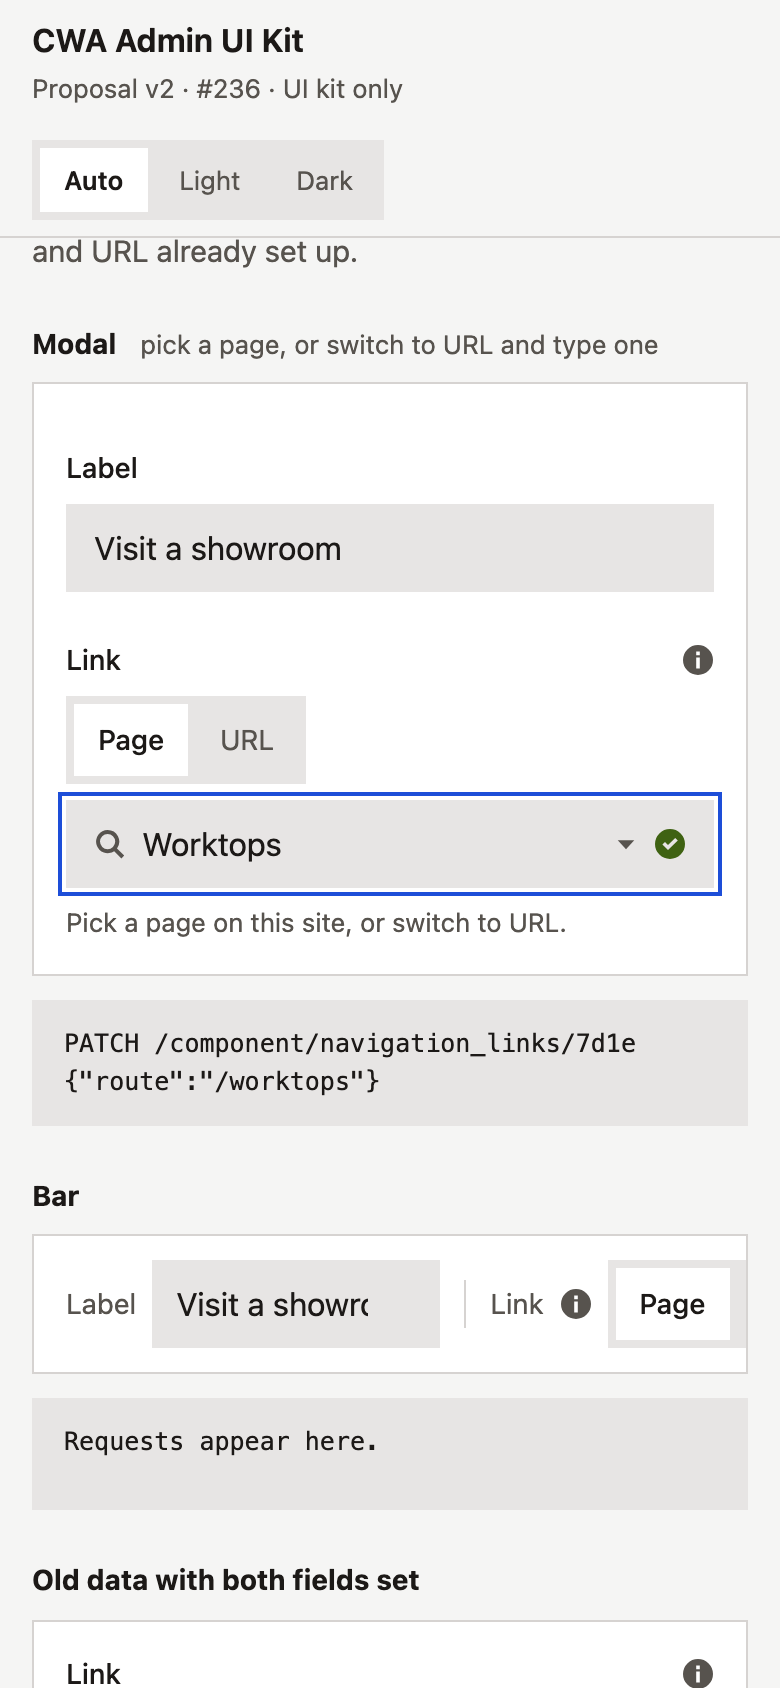 CWA Admin UI Kit
Proposal v2 · #236 · UI kit only
Auto Light Dark
and URL already set up.
Modal pick a page, or switch to URL and type one
Label
Visit a showroom
Link
Page URL
Worktops
Pick a page on this site, or switch to URL.
PATCH /component/navigation_links/7d1e
{"route":"/worktops"}
Bar
Label Visit a showr Link Page
Requests appear here.
Old data with both fields set
Link